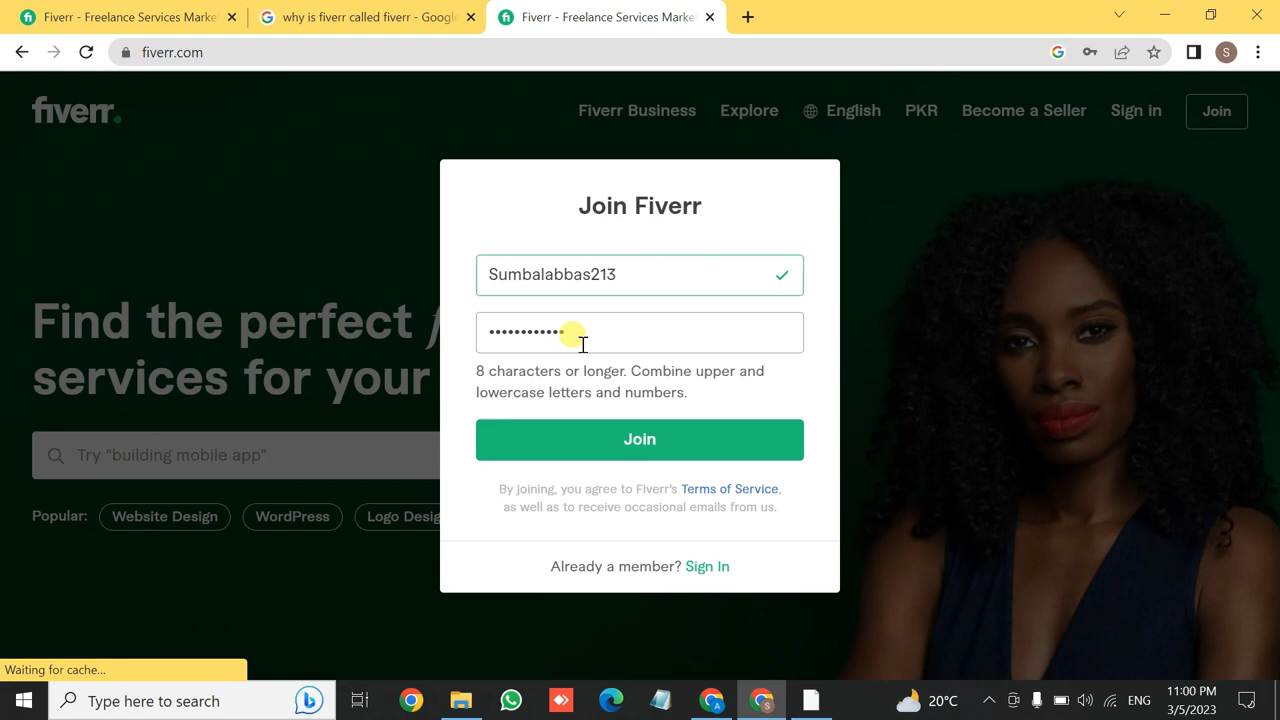 Fiverr - Freelance Services Marke
why is fiverr called fiverr - Google
Fiverr - Freelance Services Marke
fiverr.com
S
fiverr.
Fiverr Business
Explore
English
PKR
Become a Seller
Sign in
Join
Join Fiverr
Sumbalabbas213
••••••••••••
8 characters or longer. Combine upper and
lowercase letters and numbers.
Join
By joining, you agree to Fiverr's Terms of Service,
as well as to receive occasional emails from us.
Already a member? Sign In
Find the perfect
services for your
Try "building mobile app"
Popular:
Website Design
WordPress
Logo Desig
Waiting for cache...
Type here to search
20°C
ENG
11:00 PM
3/5/2023